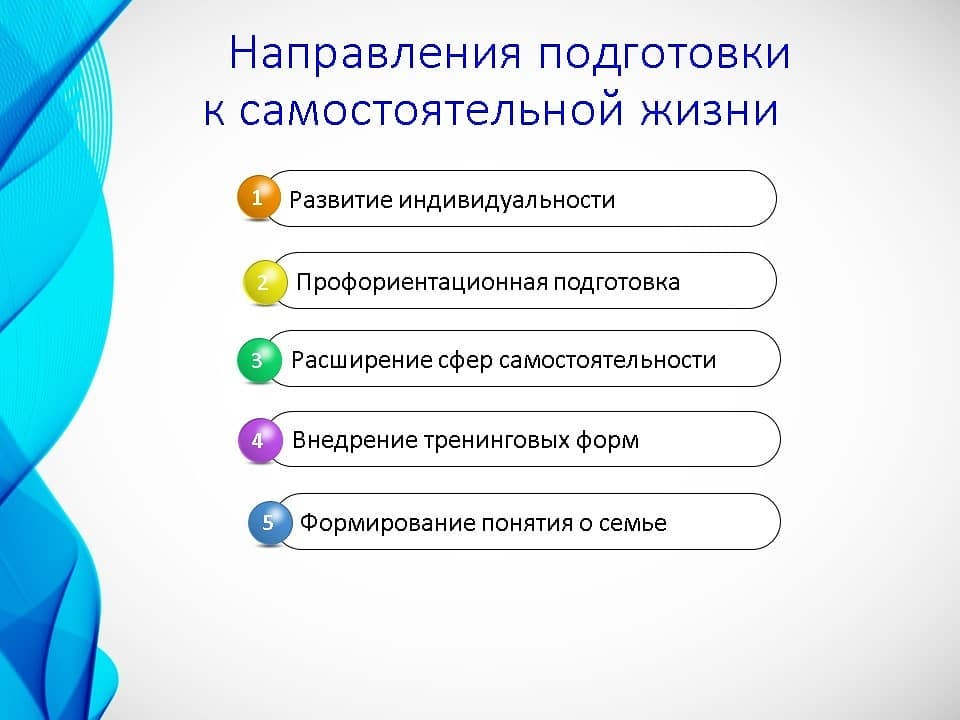 Направления подготовки
к самостоятельной жизни
1 Развитие индивидуальности
2 Профориентационная подготовка
3 Расширение сфер самостоятельности
4 Внедрение тренинговых форм
5 Формирование понятия о семье